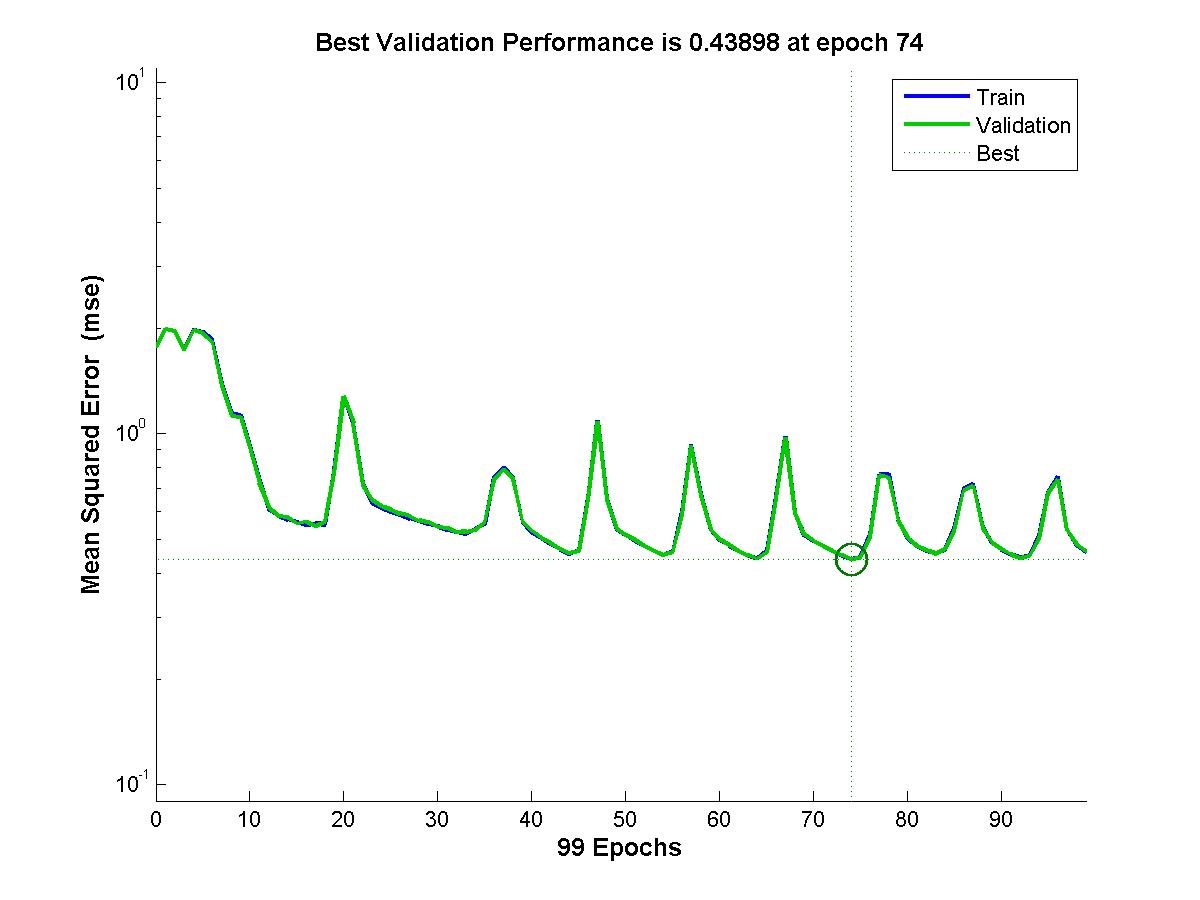 Best Validation Performance is 0.43898 at epoch 74
10^1
Train
Validation
Best
Mean Squared Error (mse)
10^0
10^-1
0 10 20 30 40 50 60 70 80 90
99 Epochs